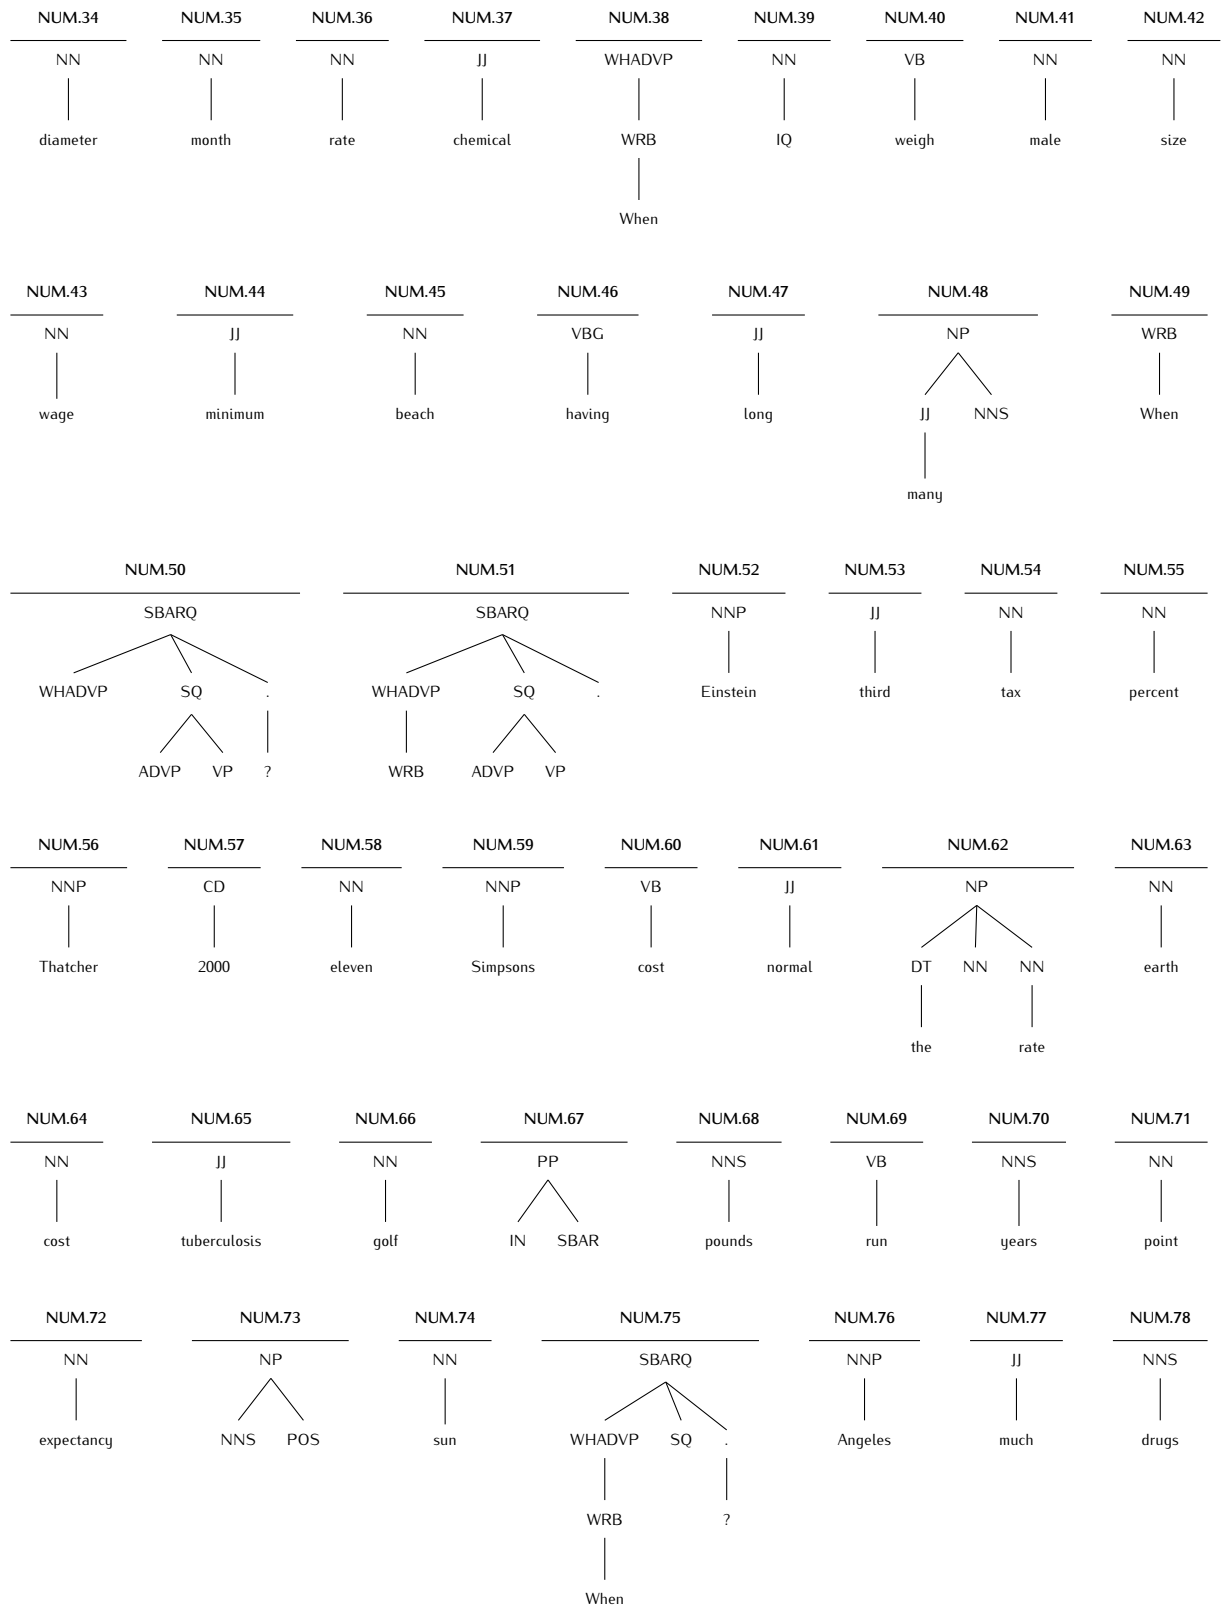 NUM.34 NUM.35 NUM.36 NUM.37 NUM.38 NUM.39 NUM.40 NUM.41 NUM.42
NN NN NN JJ WHADVP NN VB NN NN
diameter month rate chemical WRB IQ weigh male size
When
NUM.43 NUM.44 NUM.45 NUM.46 NUM.47 NUM.48 NUM.49
NN JJ NN VBG JJ NP WRB
wage minimum beach having long JJ NNS When
many
NUM.50 NUM.51 NUM.52 NUM.53 NUM.54 NUM.55
SBARQ SBARQ NNP JJ NN NN
WHADVP SQ . WHADVP SQ . Einstein third tax percent
ADVP VP ? WRB ADVP VP
NUM.56 NUM.57 NUM.58 NUM.59 NUM.60 NUM.61 NUM.62 NUM.63
NNP CD NN NNP VB JJ NP NN
Thatcher 2000 eleven Simpsons cost normal DT NN NN earth
the rate
NUM.64 NUM.65 NUM.66 NUM.67 NUM.68 NUM.69 NUM.70 NUM.71
NN JJ NN PP NNS VB NNS NN
cost tuberculosis golf IN SBAR pounds run years point
NUM.72 NUM.73 NUM.74 NUM.75 NUM.76 NUM.77 NUM.78
NN NP NN SBARQ NNP JJ NNS
expectancy NNS POS sun WHADVP SQ . Angeles much drugs
WRB ?
When